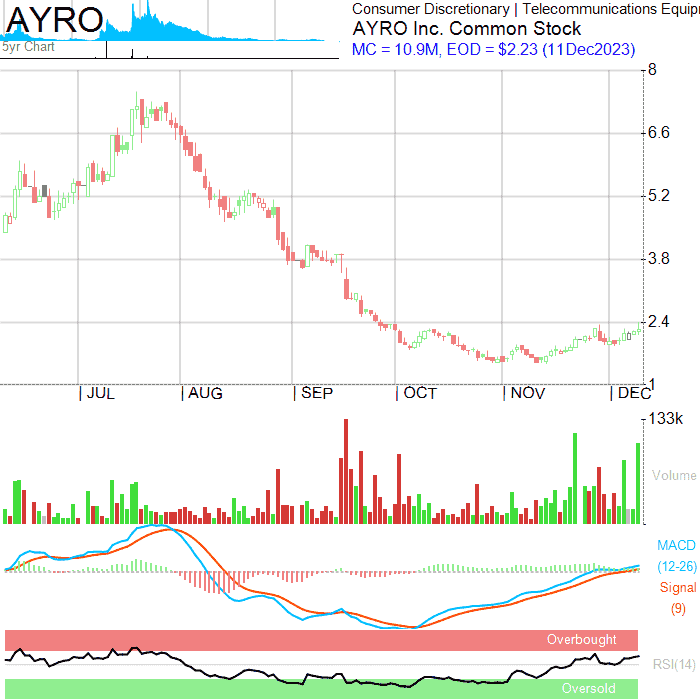 AYRO
5yr Chart
Consumer Discretionary | Telecommunications Equip
AYRO Inc. Common Stock
MC = 10.9M, EOD = $2.23 (11Dec2023)
8
6.6
5.2
3.8
2.4
1
JUL
AUG
SEP
OCT
NOV
DEC
133k
Volume
MACD
(12-26)
Signal
(9)
Overbought
RSI(14)
Oversold